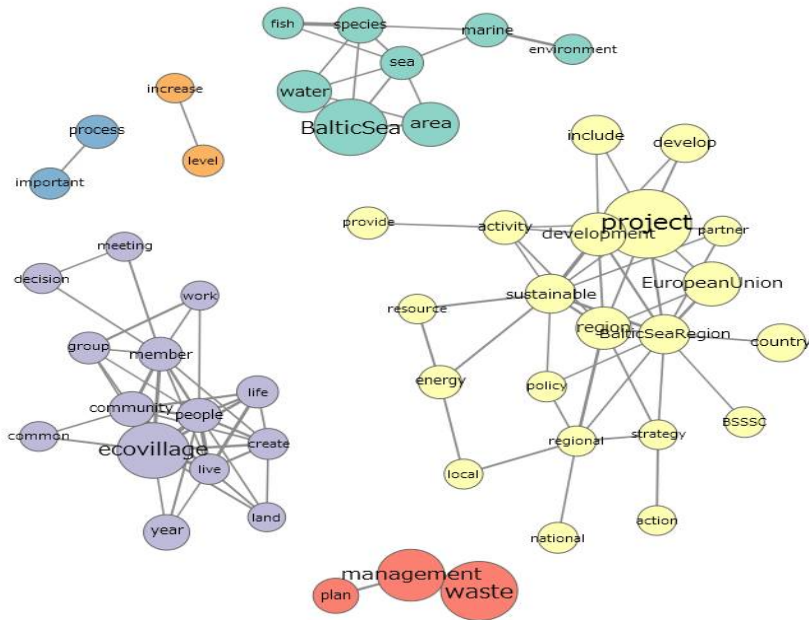 fish
species
marine
environment
sea
water
BalticSea
area
increase
level
process
important
include
develop
project
provide
activity
development
partner
sustainable
EuropeanUnion
resource
region
BalticSeaRegion
country
energy
policy
BSSSC
regional
strategy
local
national
action
meeting
decision
work
group
member
life
community
people
common
create
ecovillage
live
land
year
management
plan
waste